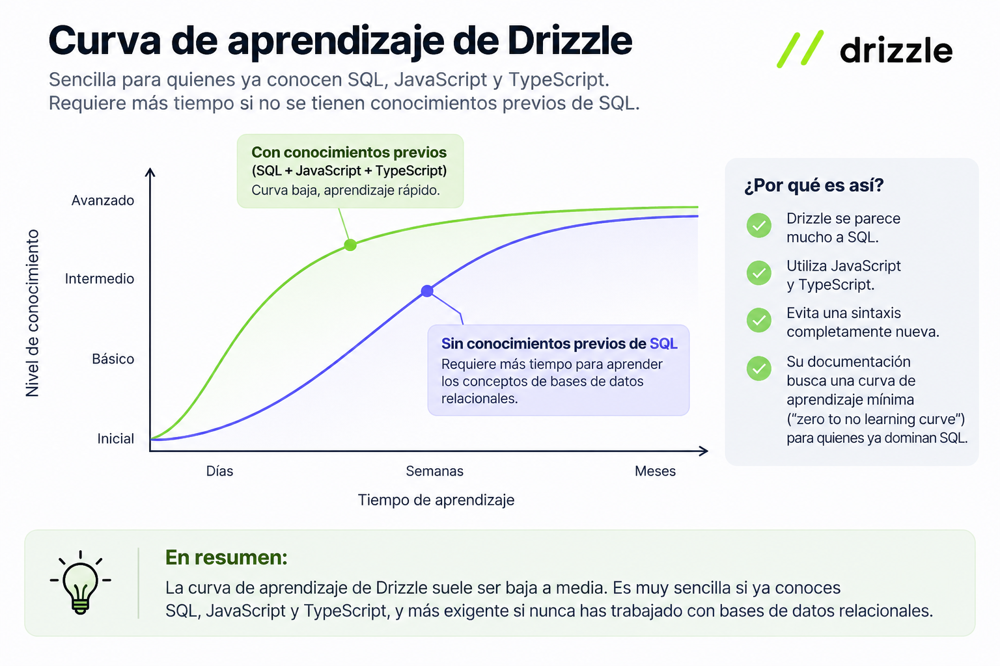 Curva de aprendizaje de Drizzle
drizzle
Sencilla para quienes ya conocen SQL, JavaScript y TypeScript.
Requiere más tiempo si no se tienen conocimientos previos de SQL.
Con conocimientos previos
(SQL + JavaScript + TypeScript)
Curva baja, aprendizaje rápido.
Nivel de conocimiento
Avanzado
Intermedio
Básico
Inicial
Sin conocimientos previos de SQL
Requiere más tiempo para aprender
los conceptos de bases de datos
relacionales.
Días
Semanas
Meses
Tiempo de aprendizaje
¿Por qué es así?
Drizzle se parece
mucho a SQL.
Utiliza JavaScript
y TypeScript.
Evita una sintaxis
completamente nueva.
Su documentación
busca una curva de
aprendizaje mínima
("zero to no learning curve")
para quienes ya dominan SQL.
En resumen:
La curva de aprendizaje de Drizzle suele ser baja a media. Es muy sencilla si ya conoces
SQL, JavaScript y TypeScript, y más exigente si nunca has trabajado con bases de datos relacionales.